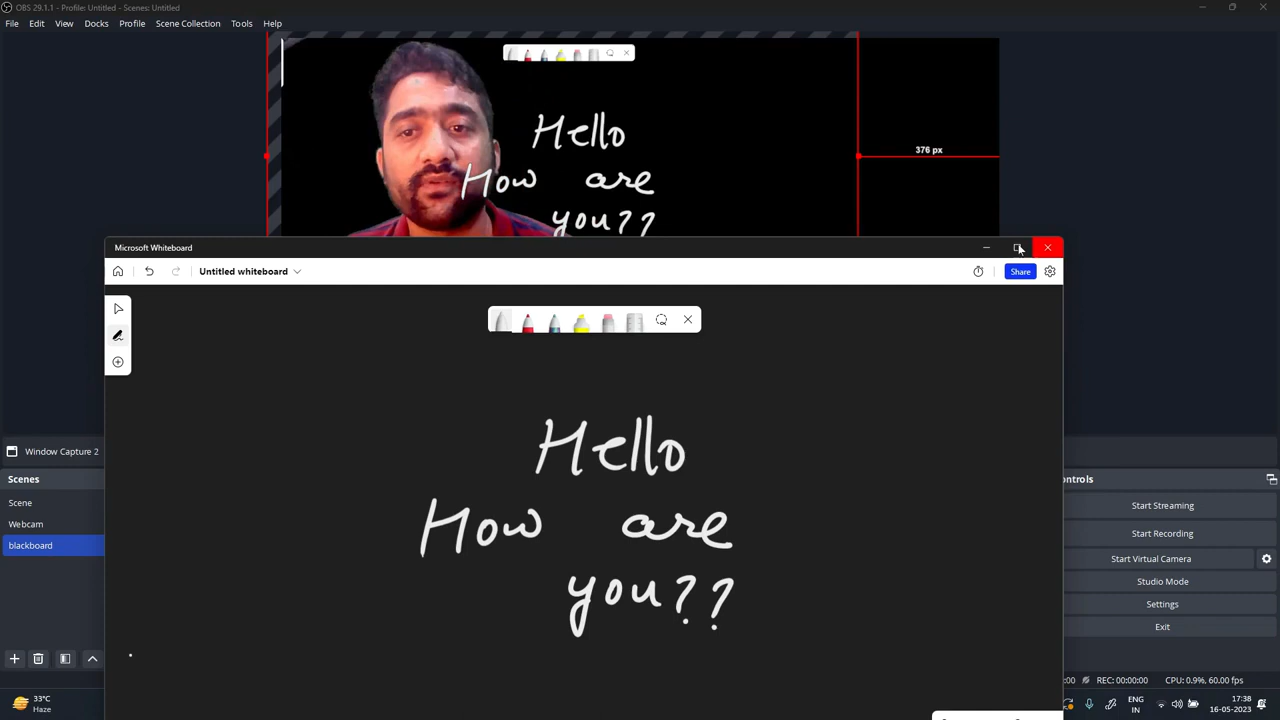 OBS 29.1.1 - Profile: Untitled - Scenes: Untitled
File Edit View Docks Profile Scene Collection Tools Help
376 px
Hello
How are
you??
Microsoft Whiteboard
Untitled whiteboard
Share
Hello
How are
you??
Window Capture 2
Scenes
Scene
Webcam
blackboard
ontrols
Start Streaming
Start Recording
Start Virtual Camera
Studio Mode
Settings
Exit
:00 REC: 00:00:00 CPU: 0.9%, 60.00 fps
33°C
Haze
ENG
IN
17:38
16-05-2023